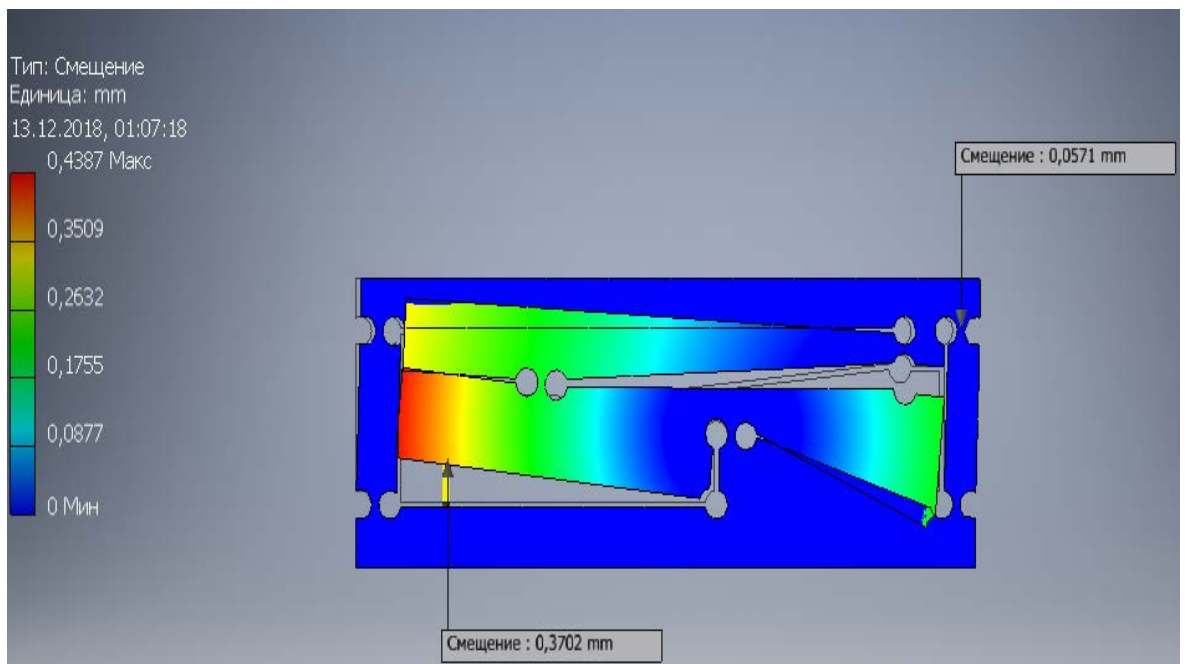 Тип: Смещение
Единица: mm
13.12.2018, 01:07:18
0,4387 Макс
0,3509
0,2632
0,1755
0,0877
0 Мин
Смещение : 0,0571 mm
Смещение : 0,3702 mm